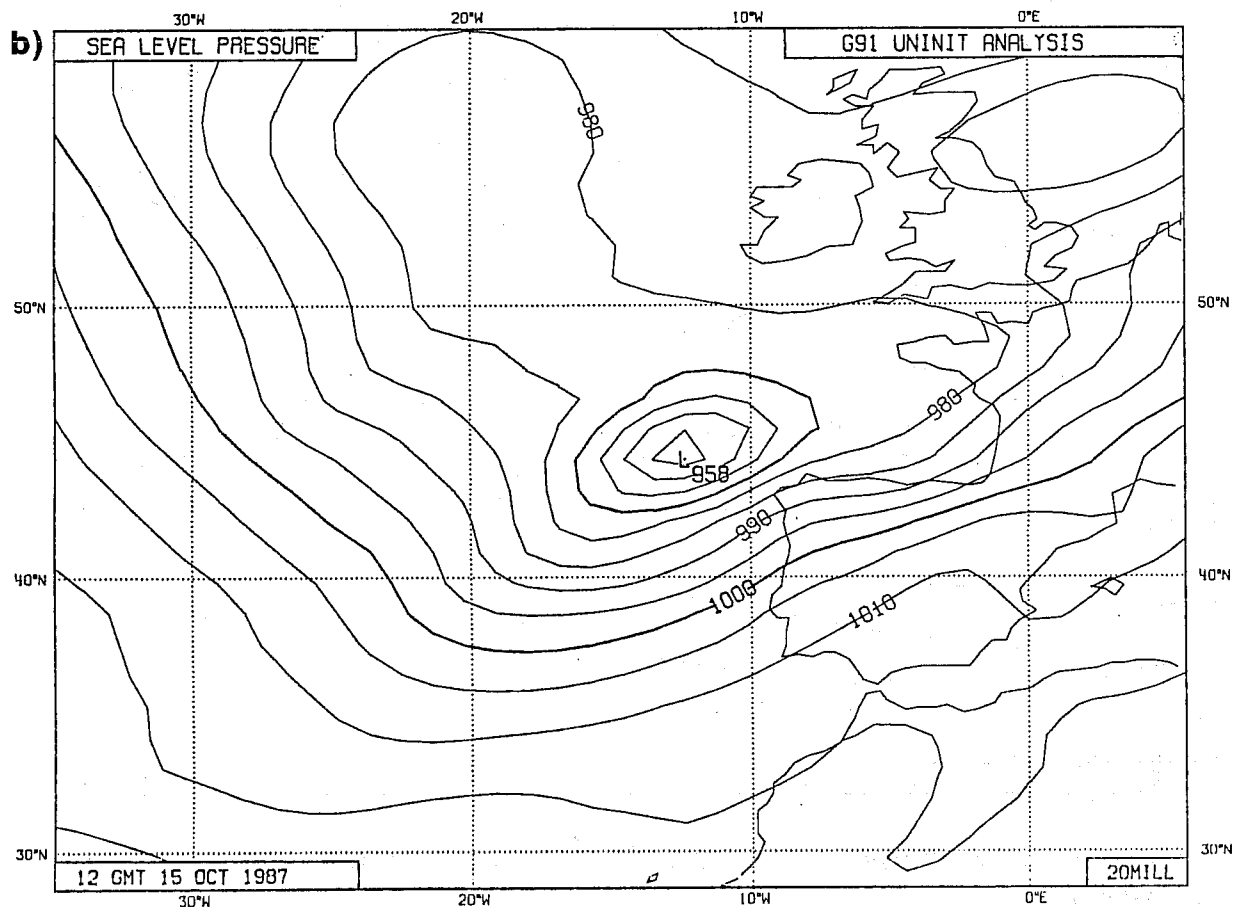 30°W 20°W 10°W 0°E
b) SEA LEVEL PRESSURE G91 UNINIT ANALYSIS
980
50°N 50°N
980
L 958
990
40°N 40°N
1000
1010
30°N 30°N
12 GMT 15 OCT 1987 20MILL
30°W 20°W 10°W 0°E